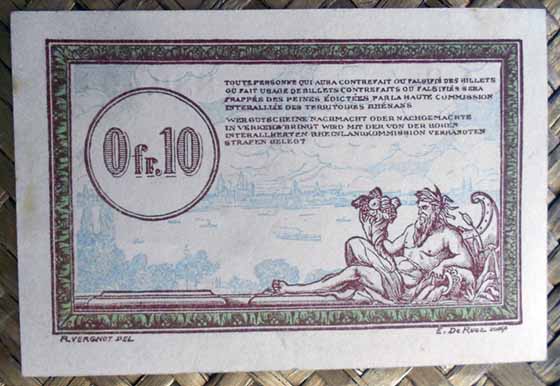 TOUTE PERSONNE QUI AURA CONTREFAIT OU FALSIFIÉ DES BILLETS
OU FAIT USAGE DE BILLETS CONTREFAITS OU FALSIFIÉS SERA
FRAPPÉE DES PEINES ÉDICTÉES PAR LA HAUTE COMMISSION
INTERALLIÉE DES TERRITOIRES RHÉNANS
WER GUTSCHEINE NACHMACHT ODER NACHGEMACHTE
IN VERKEHR BRINGT WIRD MIT DER VON DER HOHEN
INTERALLIIERTEN RHEINLANDKOMMISSION VERHÄNGTEN
STRAFEN BELEGT
0 fr. 10
R. VERGNOT DEL
E. De Ruel sculp